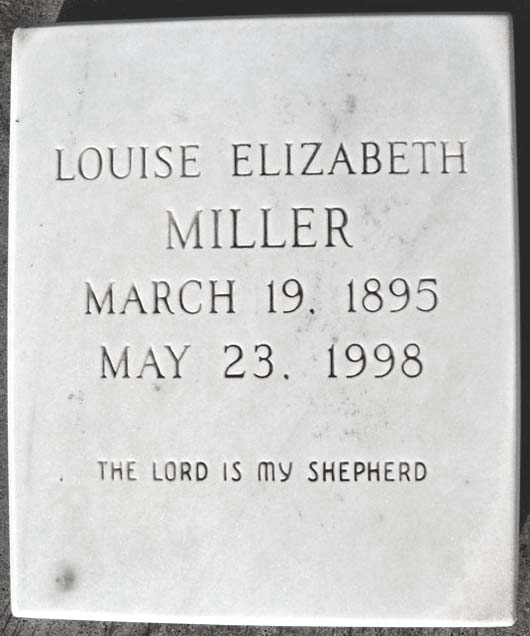 LOUISE ELIZABETH
MILLER
MARCH 19, 1895
MAY 23, 1998
THE LORD IS MY SHEPHERD